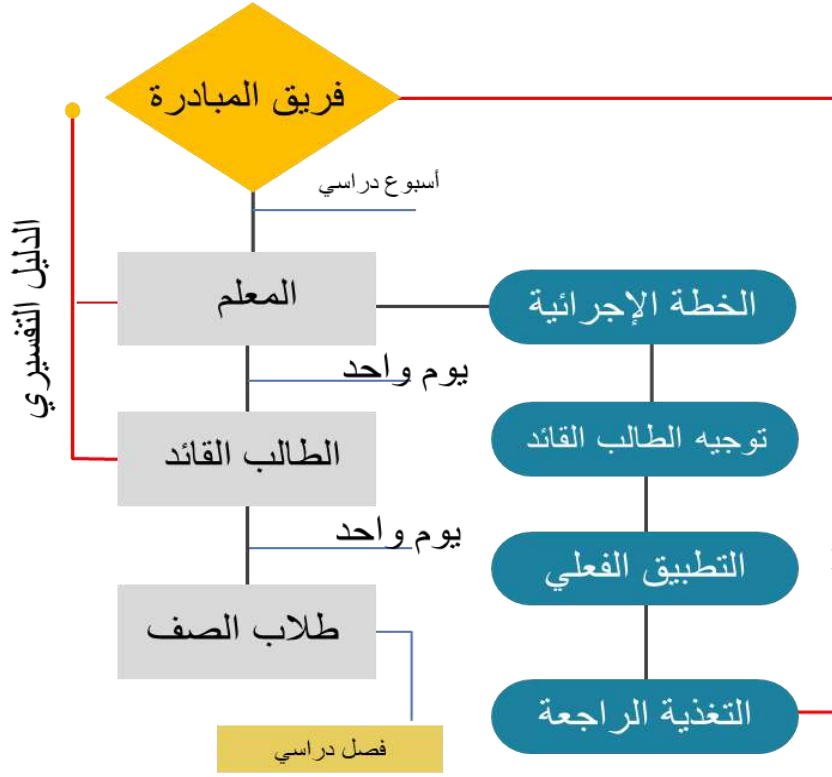 فريق المبادرة
أسبوع دراسي
الدليل التفسيري
المعلم
الخطة الإجرائية
يوم واحد
الطالب القائد
توجيه الطالب القائد
يوم واحد
التطبيق الفعلي
طلاب الصف
التغذية الراجعة
فصل دراسي